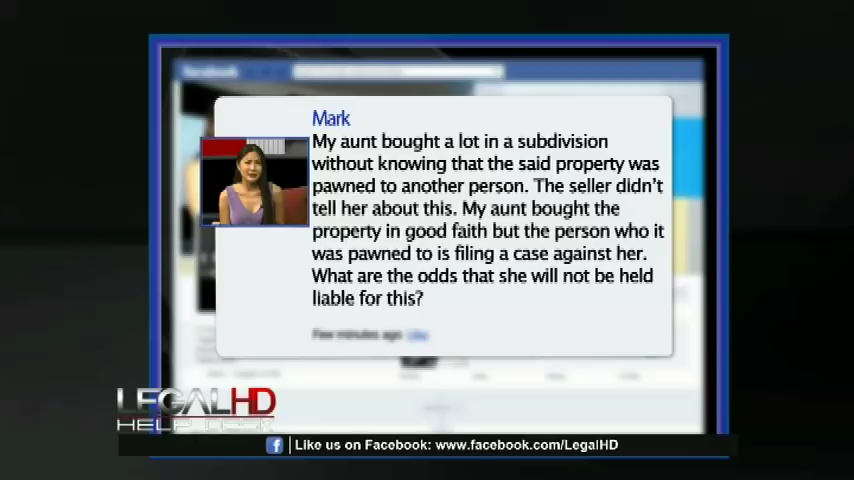 facebook
Mark
My aunt bought a lot in a subdivision
without knowing that the said property was
pawned to another person. The seller didn't
tell her about this. My aunt bought the
property in good faith but the person who it
was pawned to is filing a case against her.
What are the odds that she will not be held
liable for this?
Few minutes ago Like
LEGALHD
HELP DESK
f Like us on Facebook: www.facebook.com/LegalHD